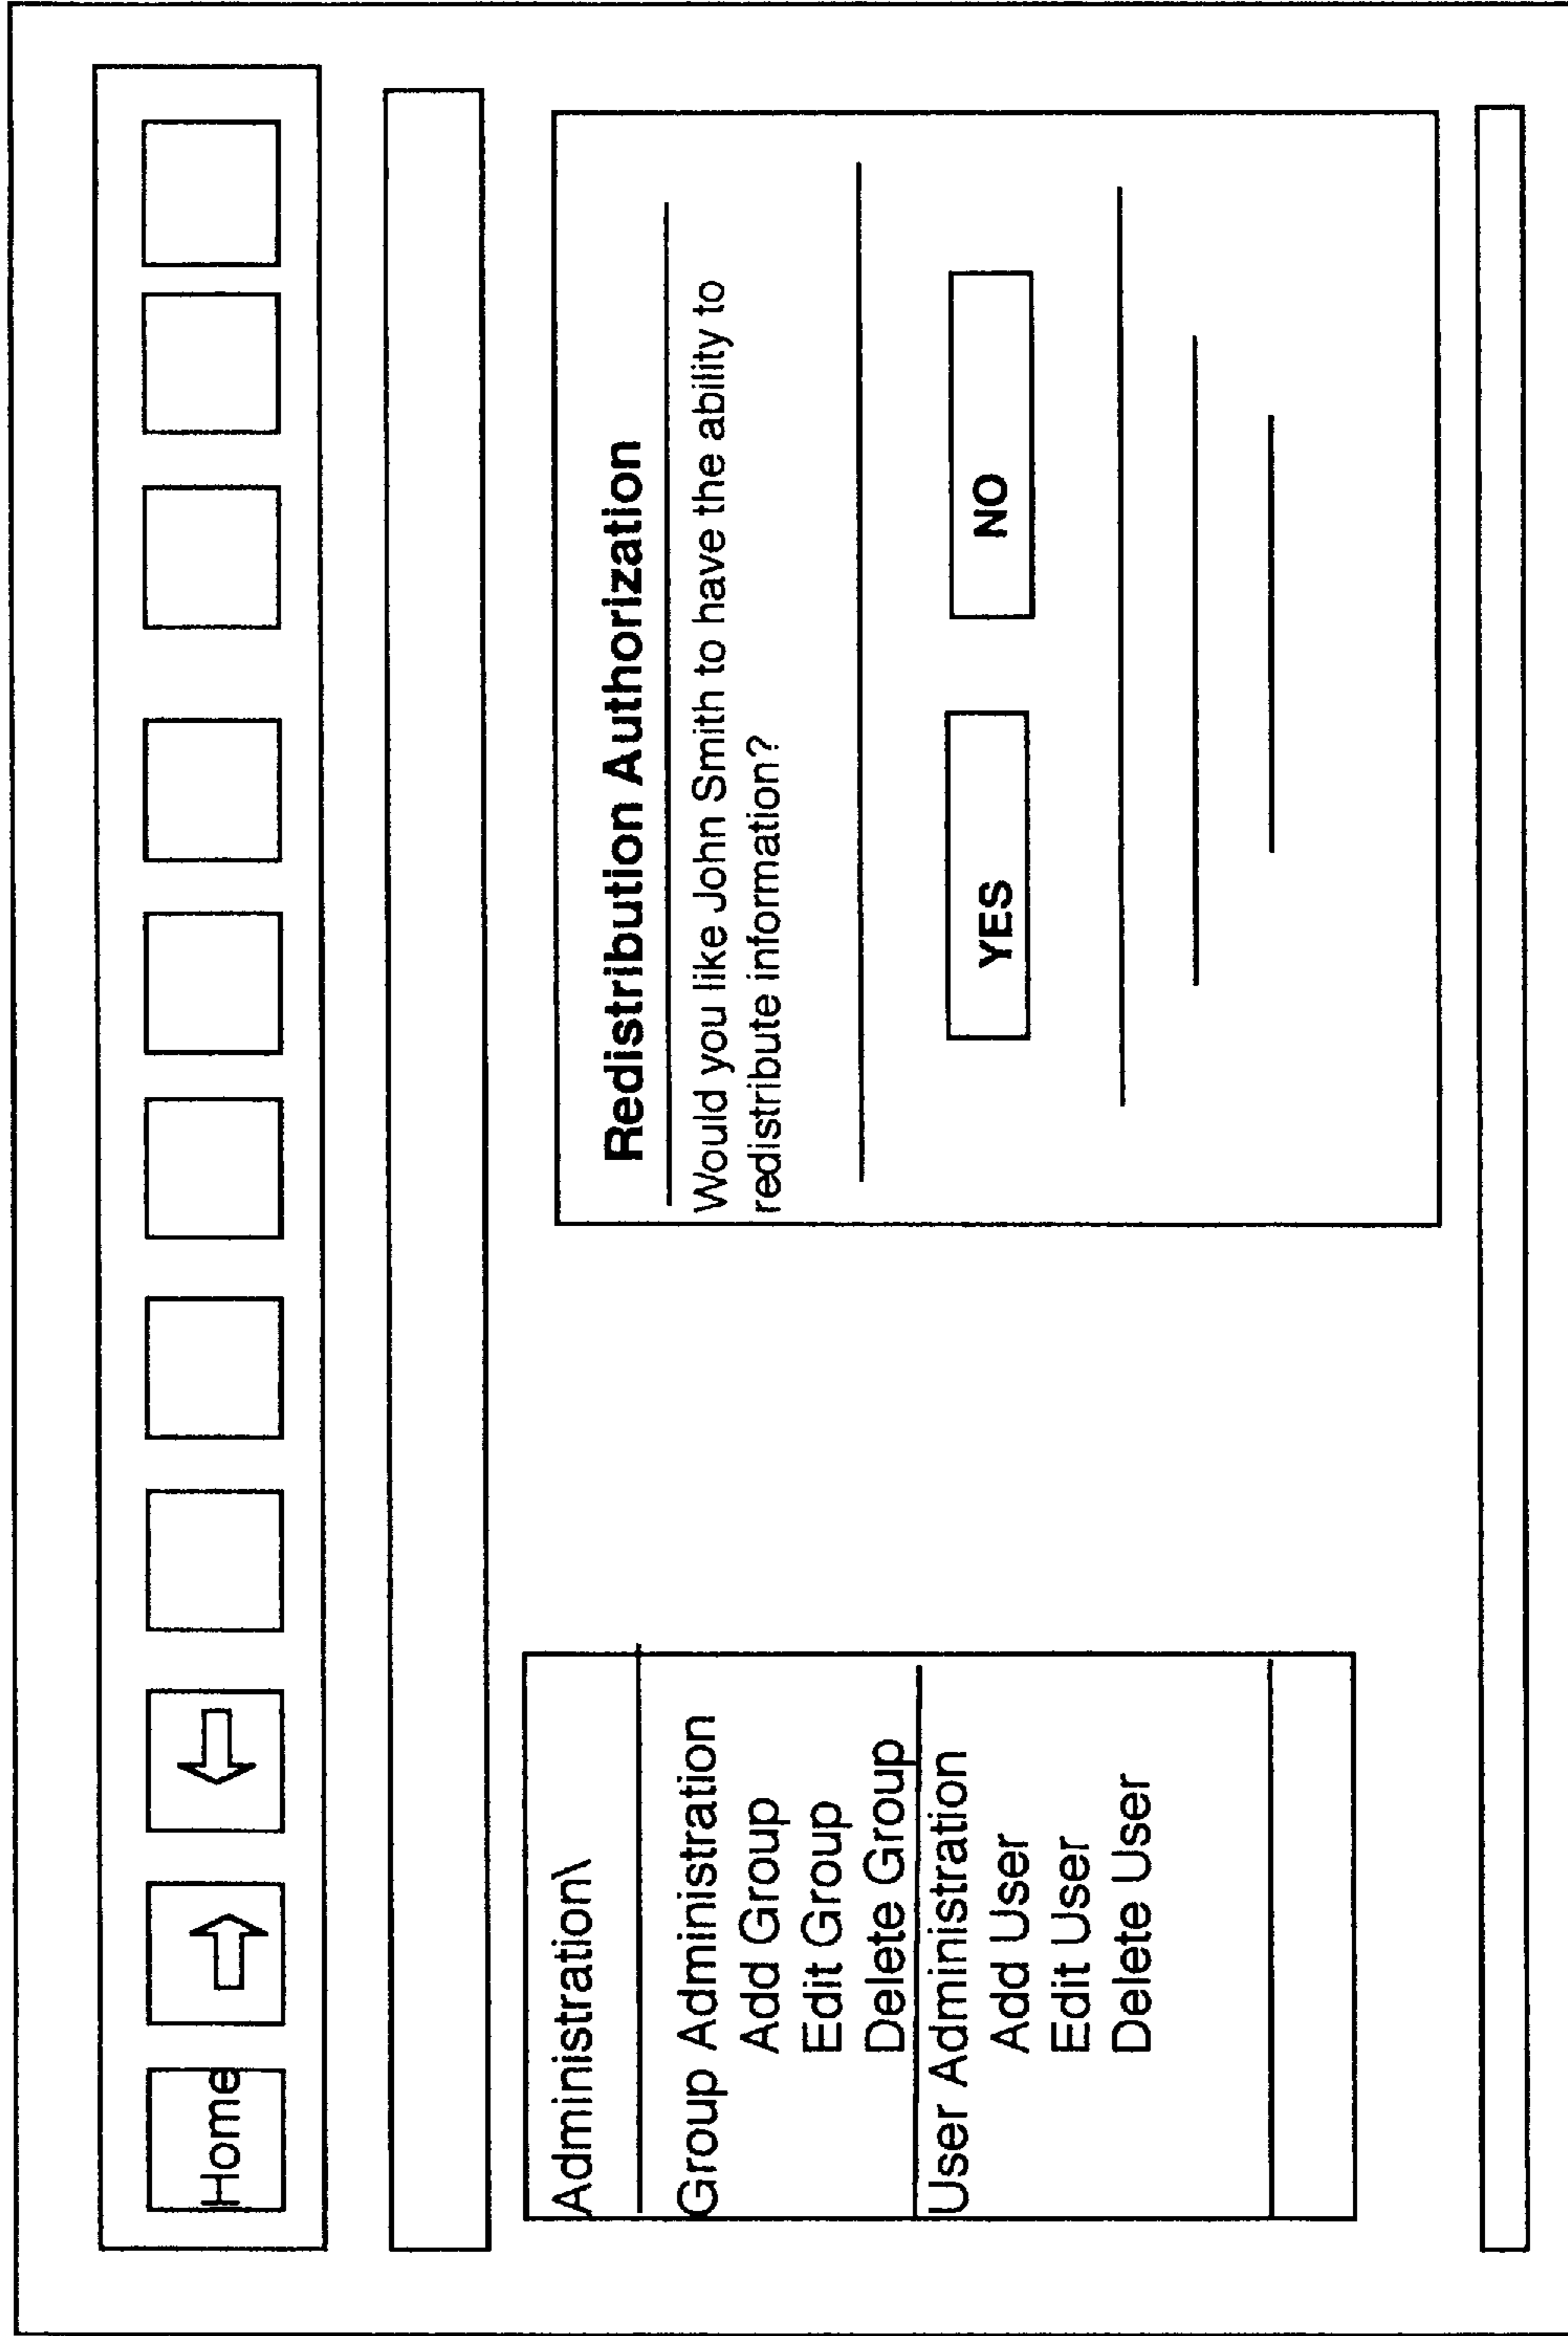 Home
Administration\
Group Administration
Add Group
Edit Group
Delete Group
User Administration
Add User
Edit User
Delete User
Redistribution Authorization
Would you like John Smith to have the ability to
redistribute information?
YES
NO